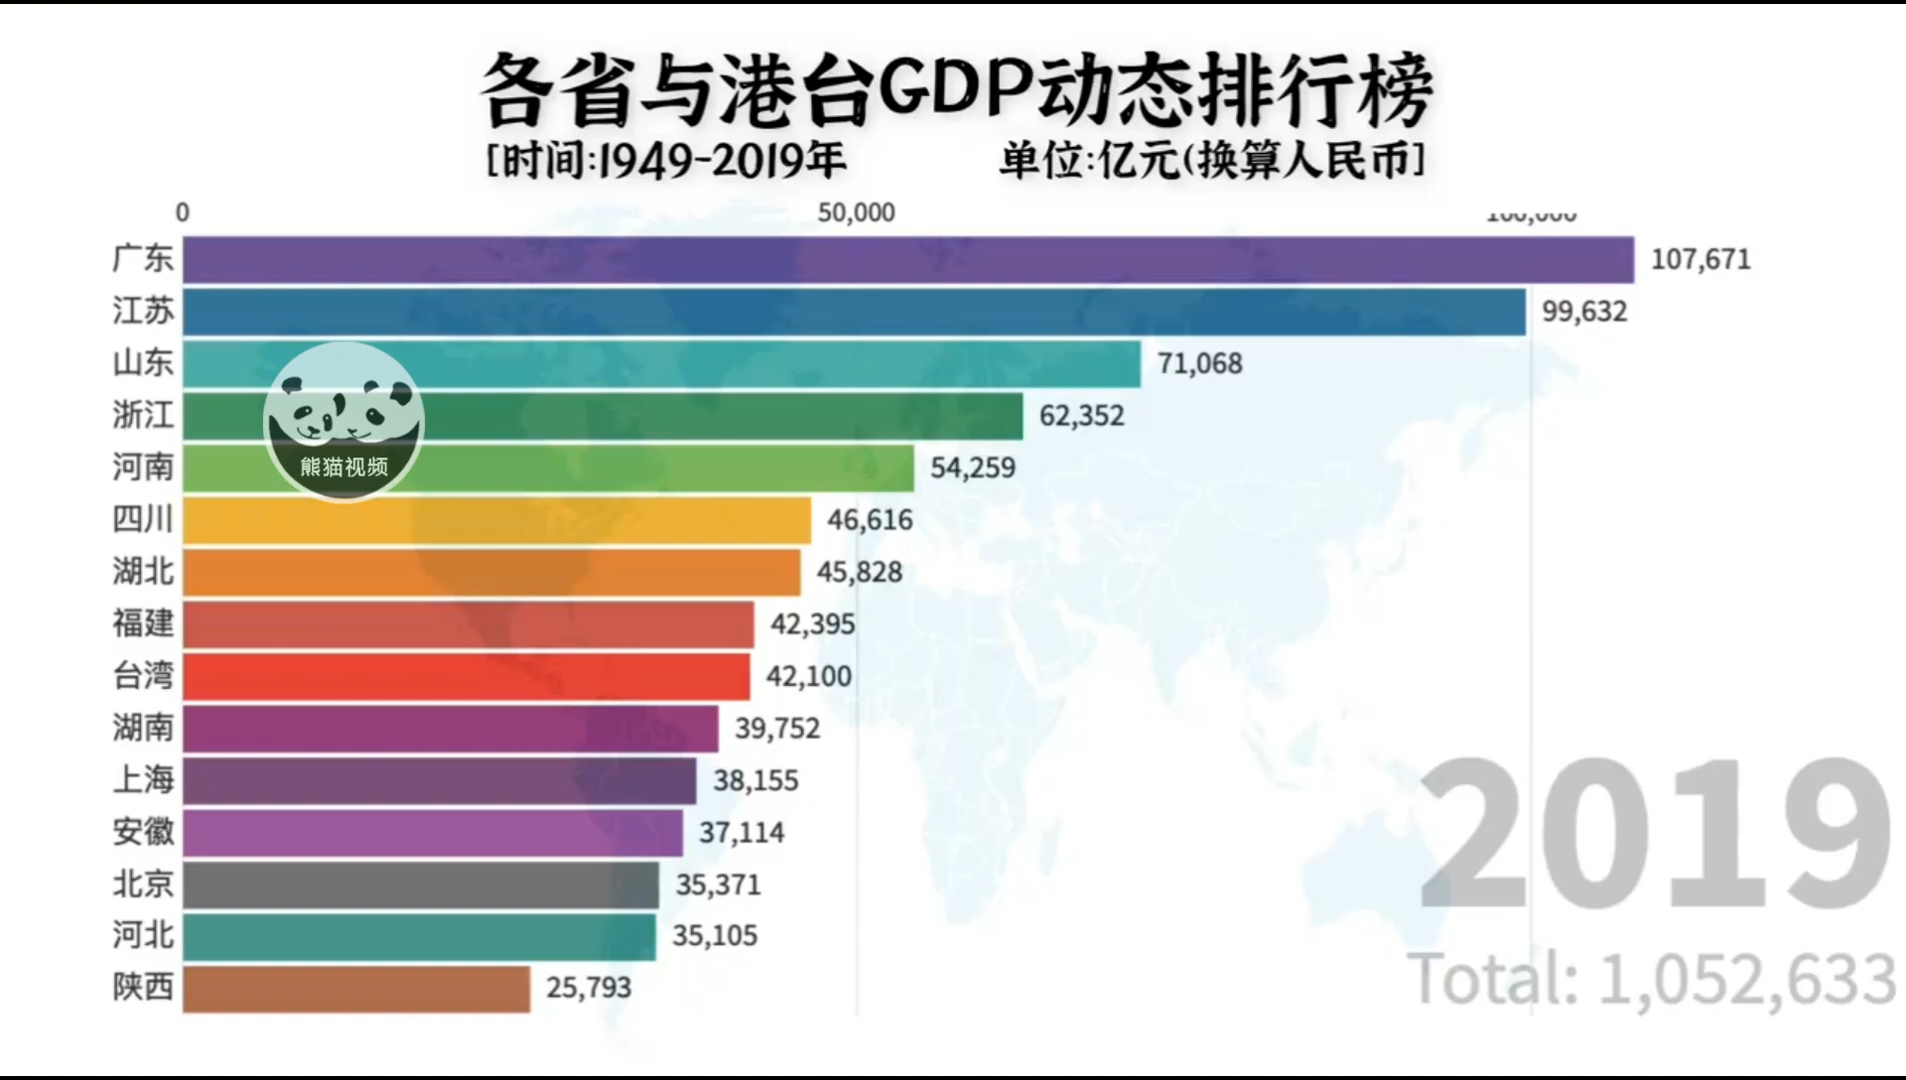 各省与港台GDP动态排行榜
[时间:1949-2019年 单位:亿元(换算人民币]
0 50,000
广东 107,671
江苏 99,632
山东 71,068
浙江 62,352
河南 54,259
熊猫视频
四川 46,616
湖北 45,828
福建 42,395
台湾 42,100
湖南 39,752
上海 38,155
安徽 37,114
北京 35,371
河北 35,105
陕西 25,793
2019
Total: 1,052,633